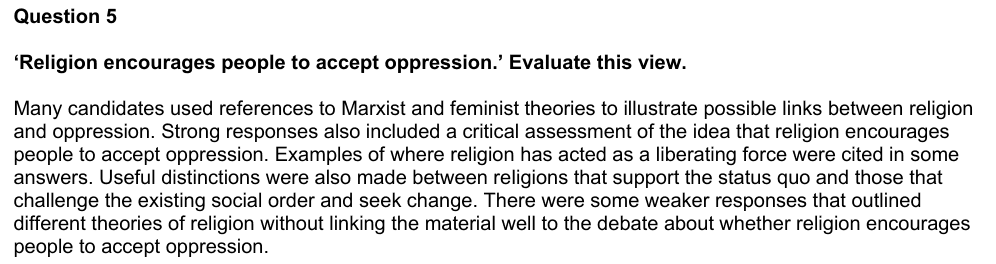 Question 5
‘Religion encourages people to accept oppression.’ Evaluate this view.
Many candidates used references to Marxist and feminist theories to illustrate possible links between religion
and oppression. Strong responses also included a critical assessment of the idea that religion encourages
people to accept oppression. Examples of where religion has acted as a liberating force were cited in some
answers. Useful distinctions were also made between religions that support the status quo and those that
challenge the existing social order and seek change. There were some weaker responses that outlined
different theories of religion without linking the material well to the debate about whether religion encourages
people to accept oppression.